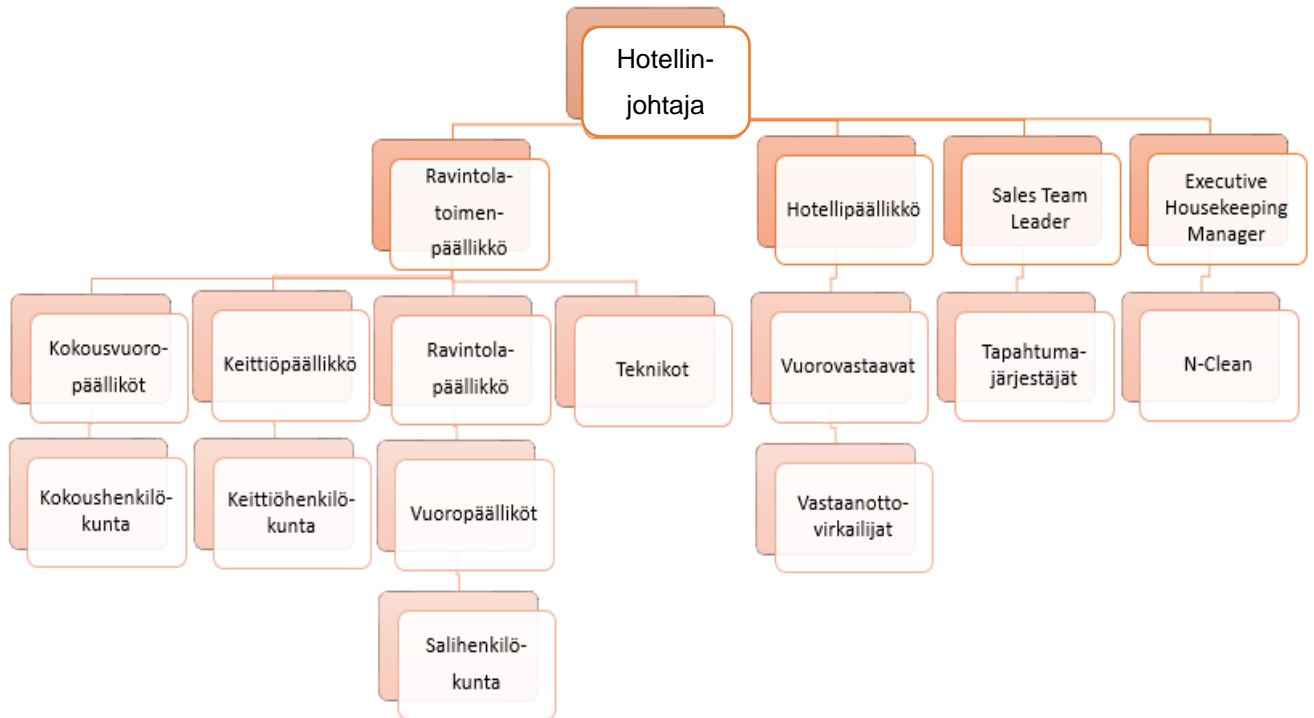 Hotellin-
johtaja
Ravintola-
toimen-
päällikkö
Hotellipäällikkö
Sales Team
Leader
Executive
Housekeeping
Manager
Kokousvuoro-
päälliköt
Keittiöpäällikkö
Ravintola-
päällikkö
Teknikot
Vuorovastaavat
Tapahtuma-
järjestäjät
N-Clean
Kokoushenkilö-
kunta
Keittiöhenkilö-
kunta
Vuoropäälliköt
Vastaanotto-
virkailijat
Salihenkilö-
kunta